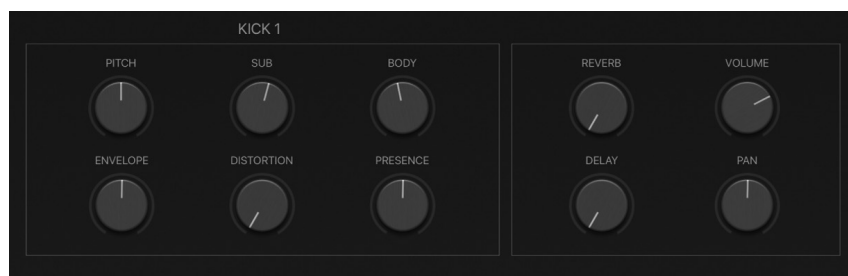 KICK 1
PITCH SUB BODY REVERB VOLUME
ENVELOPE DISTORTION PRESENCE DELAY PAN